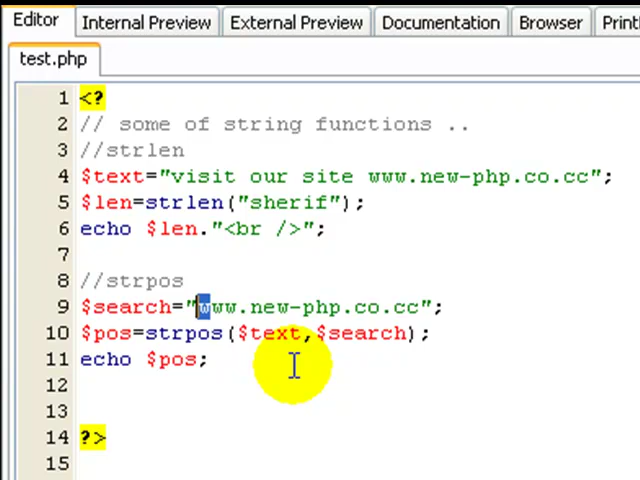 Editor Internal Preview External Preview Documentation Browser Print
test.php
1 <?
2 // some of string functions ..
3 //strlen
4 $text="visit our site www.new-php.co.cc";
5 $len=strlen("sherif");
6 echo $len."<br />";
7
8 //strpos
9 $search="www.new-php.co.cc";
10 $pos=strpos($text,$search);
11 echo $pos;
12
13
14 ?>
15